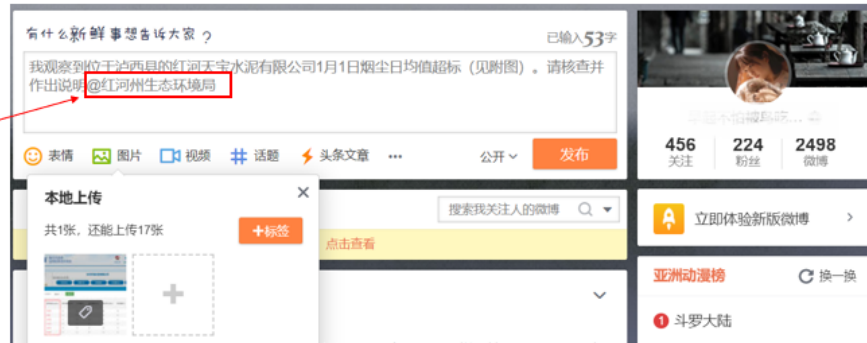 有什么新鲜事想告诉大家?
已输入53字
我观察到位于泸西县的红河天宝水泥有限公司1月1日烟尘日均值超标（见附图）。请核查并
作出说明@红河州生态环境局
表情 图片 视频 话题 头条文章 ••• 公开 发布
456 224 2498
关注 粉丝 微博
本地上传
共1张，还能上传17张
+标签
搜索我关注人的微博
点击查看
立即体验新版微博
亚洲动漫榜 换一换
1 斗罗大陆